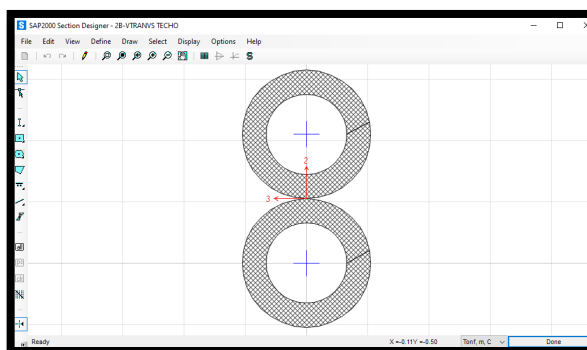 SAP2000 Section Designer - 2B-VTRANVS TECHO
File Edit View Define Draw Select Display Options Help
2
3
Ready X =-0.11Y =-0.50 Tonf, m, C Done